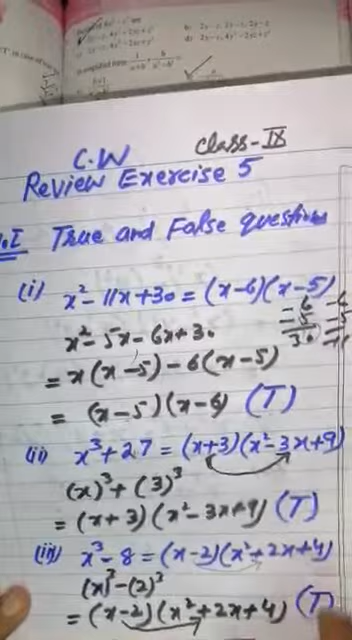 C.W Class-IX
Review Exercise 5
Q.I True and False questions
(i) x²- 11x+30 = (x-6)(x-5)
x²- 5x- 6x+30
= x(x-5)-6(x-5)
= (x-5)(x-6) (T)
(ii) x³+27 = (x+3)(x²-3x+9)
(x)³+(3)³
= (x+3)(x²-3x+9) (T)
(iii) x³-8 = (x-2)(x²+2x+4)
(x)³-(2)³
= (x-2)(x²+2x+4) (T)